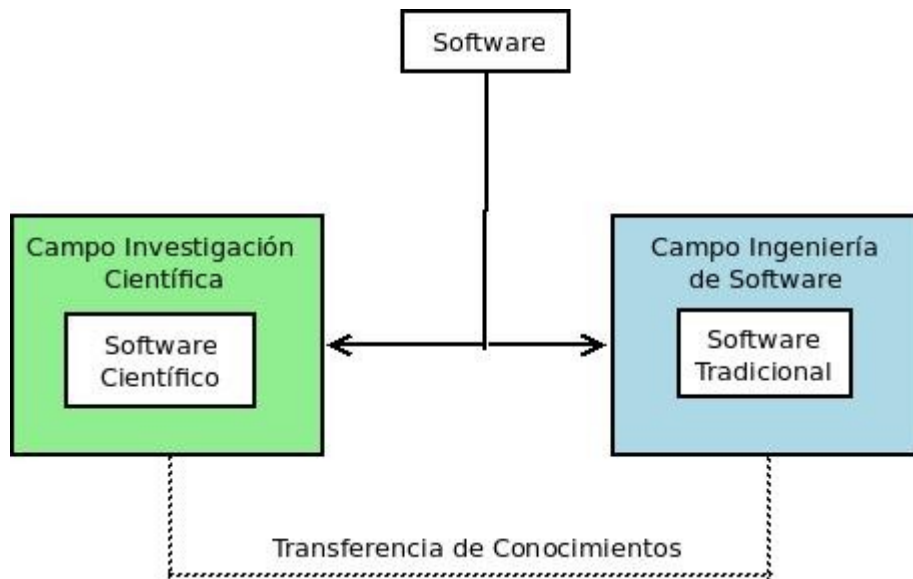 Software
Campo Investigación
Científica
Software
Científico
Campo Ingeniería
de Software
Software
Tradicional
Transferencia de Conocimientos